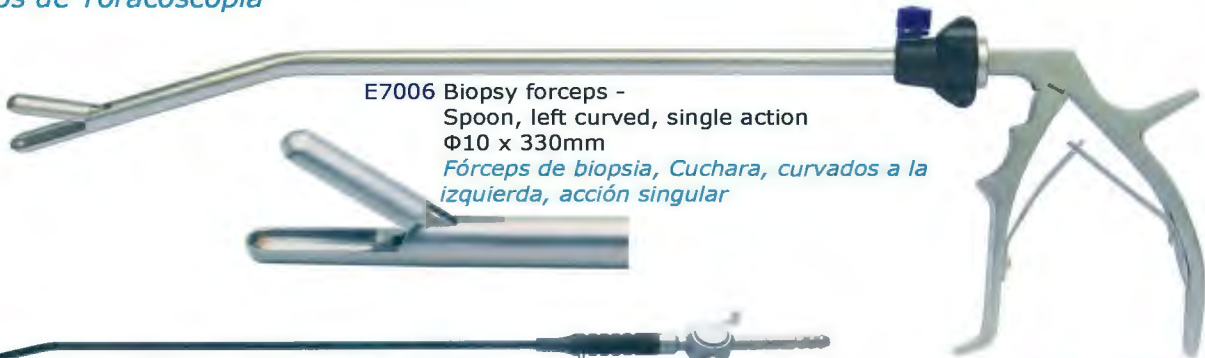 de Toracoscopia
E7006 Biopsy forceps -
Spoon, left curved, single action
Φ10 x 330mm
Fórceps de biopsia, Cuchara, curvados a la
izquierda, acción singular